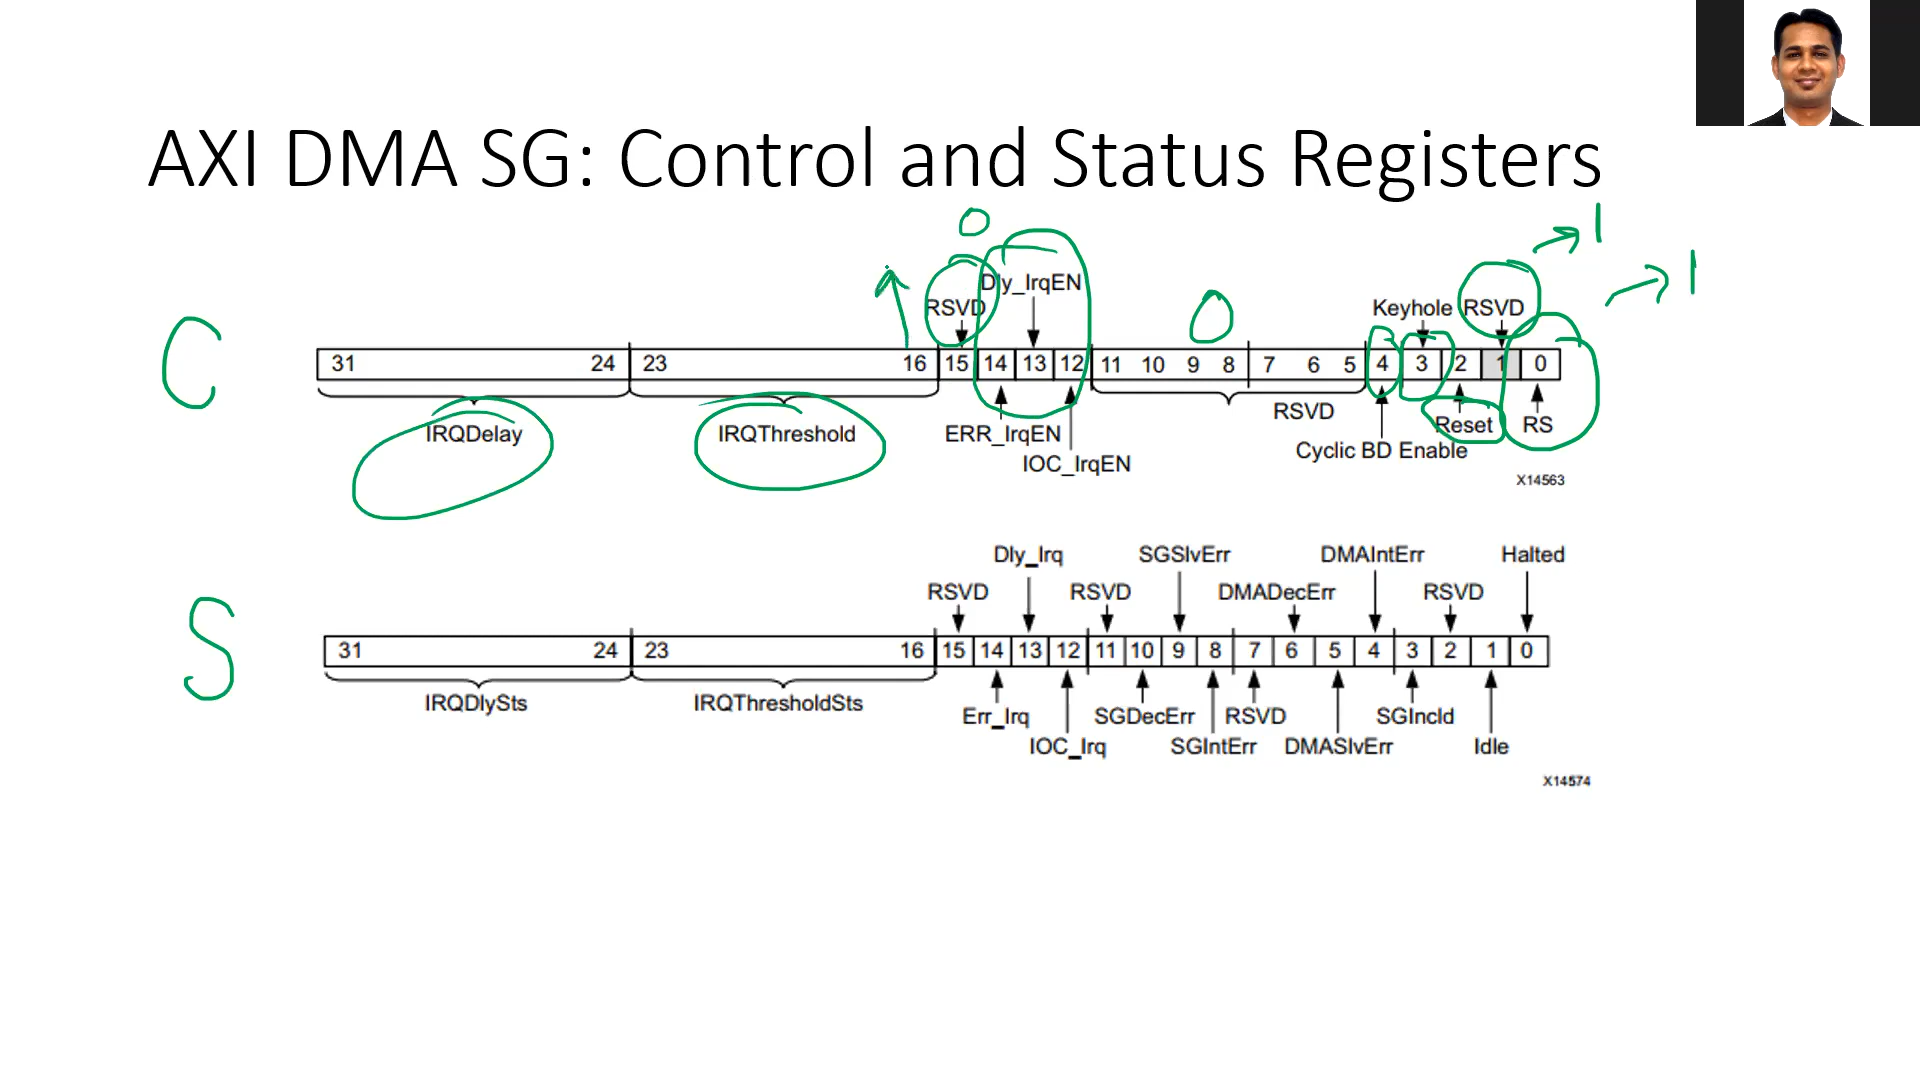 AXI DMA SG: Control and Status Registers
0
1
1
Dly_IrqEN
RSVD
0
Keyhole RSVD
C
31 24 23 16 15 14 13 12 11 10 9 8 7 6 5 4 3 2 1 0
IRQDelay IRQThreshold ERR_IrqEN RSVD Reset RS
IOC_IrqEN Cyclic BD Enable
X14563
Dly_Irq SGSlvErr DMAIntErr Halted
RSVD RSVD DMADecErr RSVD
S
31 24 23 16 15 14 13 12 11 10 9 8 7 6 5 4 3 2 1 0
IRQDlySts IRQThresholdSts Err_Irq SGDecErr RSVD SGIncld
IOC_Irq SGIntErr DMASlvErr Idle
X14574